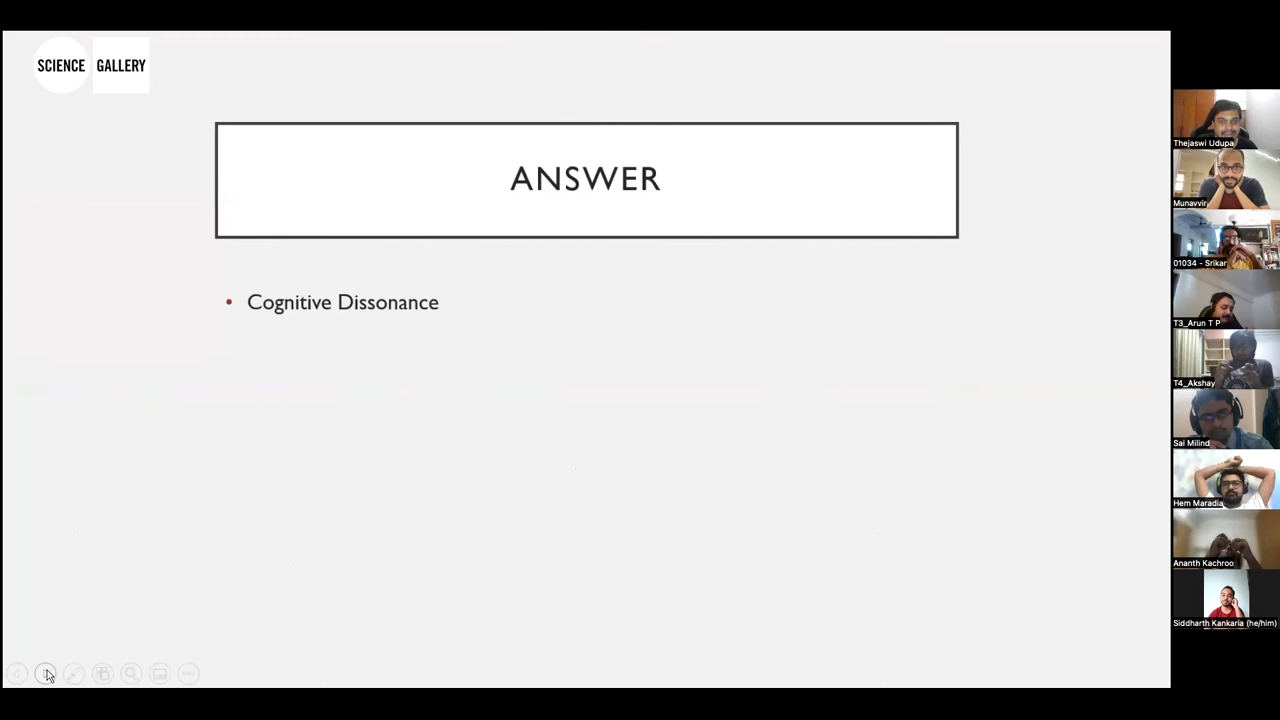 SCIENCE GALLERY
ANSWER
• Cognitive Dissonance
Thejaswi Udupa
Munavvir
01034 - Srikar
T3_Arun T P
T4_Akshay
Sai Milind
Hem Maradia
Ananth Kachroo
Siddharth Kankaria (he/him)